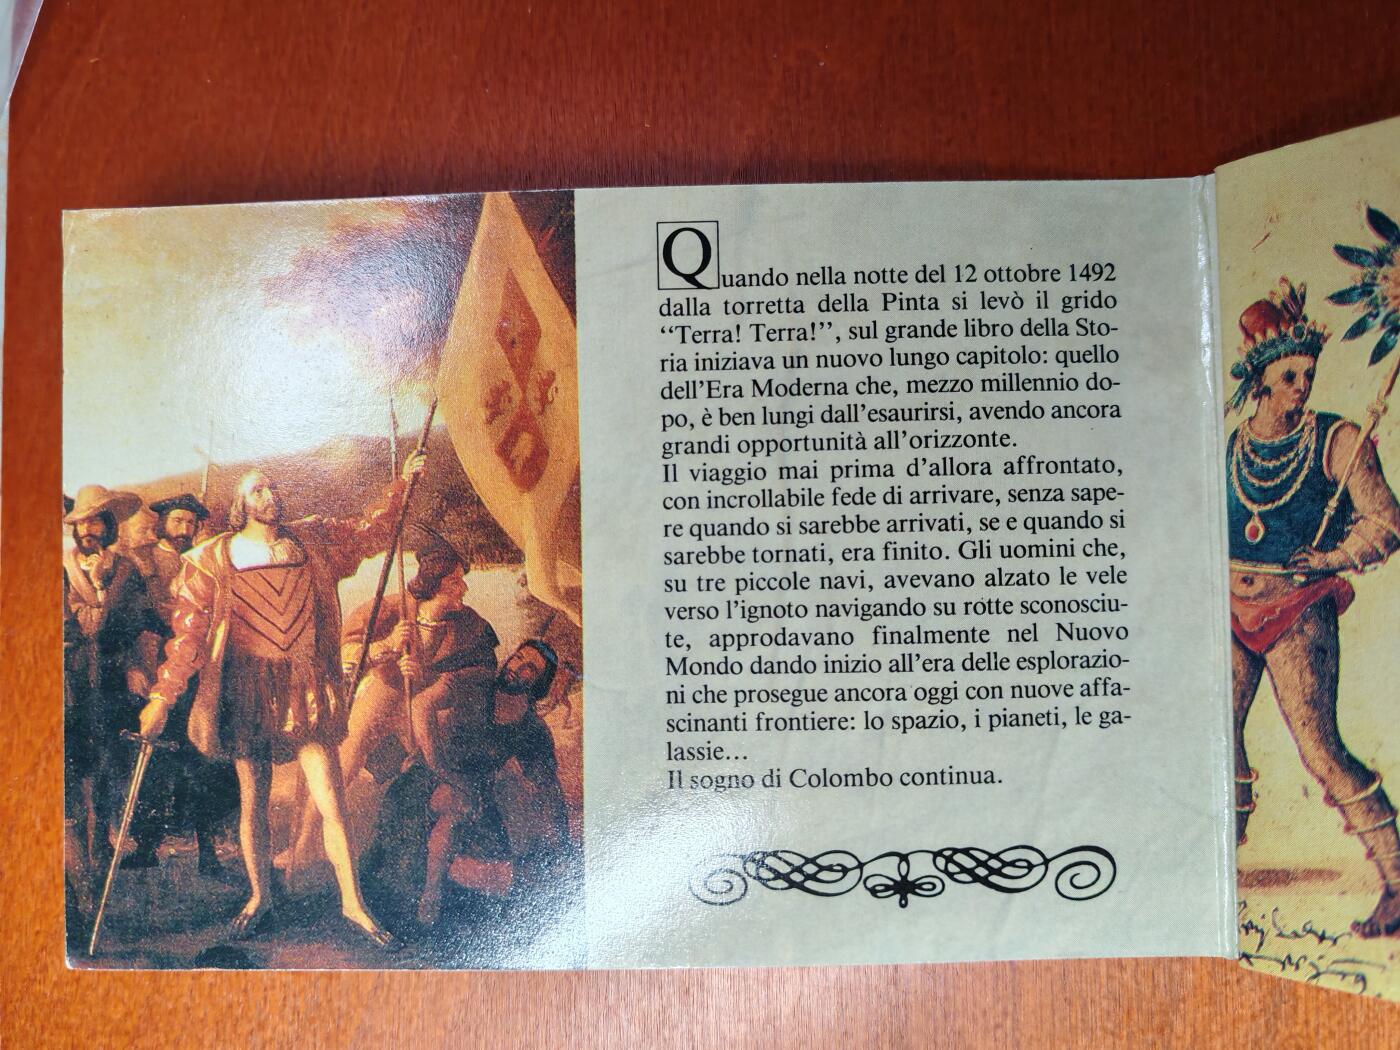 Quando nella notte del 12 ottobre 1492
dalla torretta della Pinta si levò il grido
“Terra! Terra!”, sul grande libro della Sto-
ria iniziava un nuovo lungo capitolo: quello
dell’Era Moderna che, mezzo millennio do-
po, è ben lungi dall’esaurirsi, avendo ancora
grandi opportunità all’orizzonte.
Il viaggio mai prima d’allora affrontato,
con incrollabile fede di arrivare, senza sape-
re quando si sarebbe arrivati, se e quando si
sarebbe tornati, era finito. Gli uomini che,
su tre piccole navi, avevano alzato le vele
verso l’ignoto navigando su rotte sconosciu-
te, approdavano finalmente nel Nuovo
Mondo dando inizio all’era delle esplorazio-
ni che prosegue ancora oggi con nuove affa-
scinanti frontiere: lo spazio, i pianeti, le ga-
lassie...
Il sogno di Colombo continua.